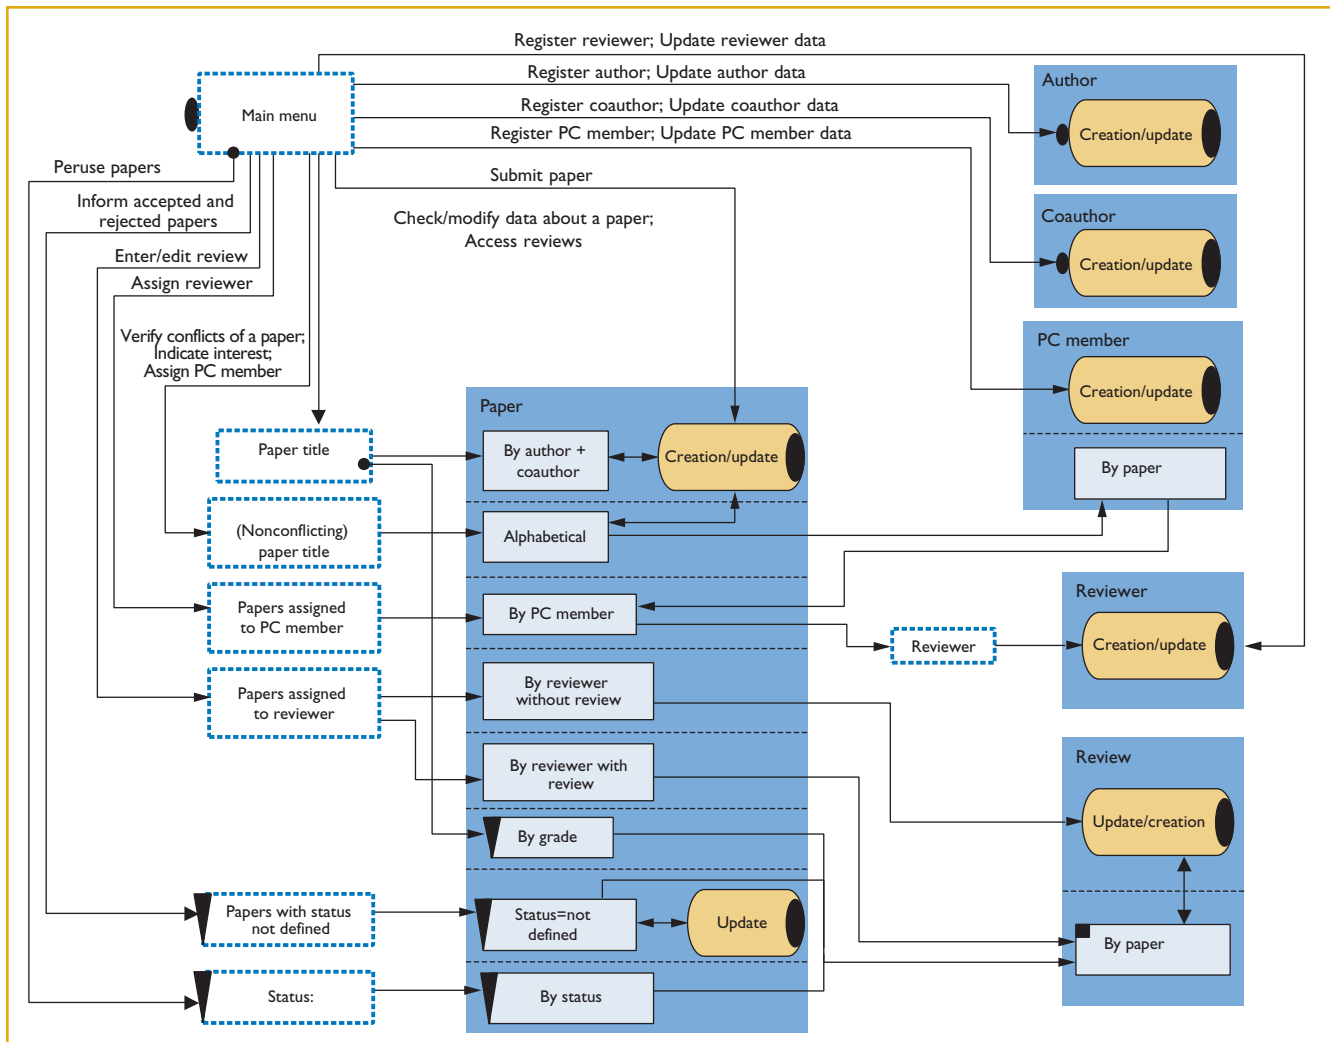 Register reviewer; Update reviewer data
Register author; Update author data
Author
Main menu
Register coauthor; Update coauthor data
Register PC member; Update PC member data
Creation/update
Peruse papers
Submit paper
Inform accepted and
rejected papers
Check/modify data about a paper;
Access reviews
Coauthor
Creation/update
Enter/edit review
Assign reviewer
Verify conflicts of a paper;
Indicate interest;
Assign PC member
PC member
Creation/update
Paper
Paper title
By author +
coauthor
Creation/update
By paper
(Nonconflicting)
paper title
Alphabetical
Papers assigned
to PC member
By PC member
Reviewer
Reviewer
Creation/update
Papers assigned
to reviewer
By reviewer
without review
By reviewer with
review
Review
Update/creation
By grade
Papers with status
not defined
Status=not
defined
Update
By paper
Status:
By status